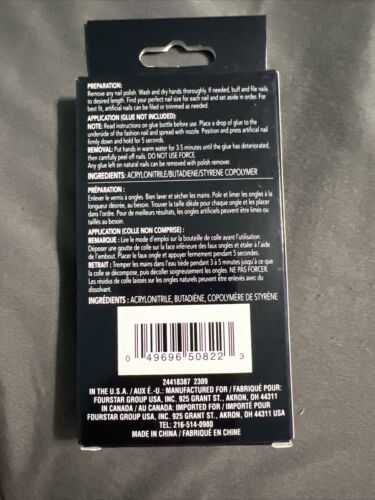 PREPARATION:
Remove any nail polish. Wash and dry hands thoroughly. If needed, buff and file nails
to desired length. Find your perfect nail size for each nail and set aside in order. For
best fit, artificial nails can be filed or trimmed as needed.
APPLICATION (GLUE NOT INCLUDED):
NOTE: Read instructions on glue bottle before use. Place a drop of glue to the
underside of the fashion nail and spread with nozzle. Position and press artificial nail
firmly down and hold for 5 seconds.
REMOVAL: Put hands in warm water for 3-5 minutes until the glue has deteriorated,
then carefully peel off nails. DO NOT USE FORCE.
Any glue left on natural nails can be removed with polish remover.
INGREDIENTS: ACRYLONITRILE/BUTADIENE/STYRENE COPOLYMER
PRÉPARATION :
Enlever le vernis à ongles. Bien laver et sécher les mains. Polir et limer les ongles à la
longueur désirée, au besoin. Trouver la taille idéale pour chaque ongle et les placer
dans l'ordre. Pour de meilleurs résultats, les ongles artificiels peuvent être limés ou
taillés au besoin.
APPLICATION (COLLE NON COMPRISE) :
REMARQUE : Lire le mode d'emploi sur la bouteille de colle avant l'utilisation.
Déposer une goutte de colle sur la face inférieure des faux ongles et étaler à l'aide
de l'embout. Placer le faux ongle et appuyer fermement pendant 5 secondes.
RETRAIT : Tremper les mains dans l'eau tiède pendant 3 à 5 minutes jusqu'à ce que
la colle se décompose, puis décoller soigneusement les ongles. NE PAS FORCER.
Les résidus de colle laissés sur les ongles naturels peuvent être enlevés avec du
dissolvant.
INGRÉDIENTS : ACRYLONITRILE, BUTADIÈNE, COPOLYMÈRE DE STYRÈNE
0 49696 50822 3
24418387 2309
IN THE U.S.A. / AUX É.-U.: MANUFACTURED FOR / FABRIQUÉ POUR:
FOURSTAR GROUP USA, INC. 925 GRANT ST., AKRON, OH 44311
IN CANADA / AU CANADA: IMPORTED FOR / IMPORTÉ POUR
FOURSTAR GROUP USA, INC. 925 GRANT ST., AKRON, OH 44311 USA
TEL: 216-514-0980
MADE IN CHINA / FABRIQUÉ EN CHINE